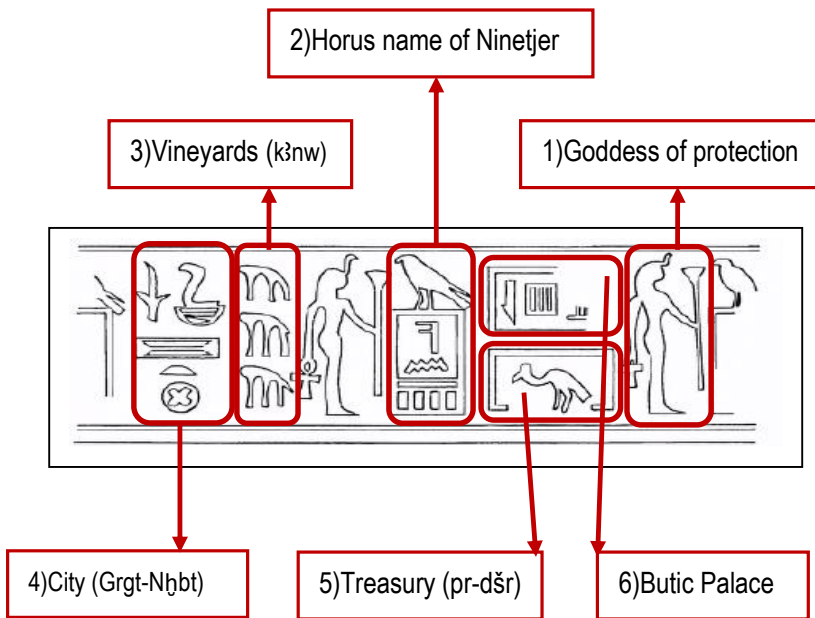 2)Horus name of Ninetjer
3)Vineyards (kꜣnw)
1)Goddess of protection
4)City (Grgt-Nḫbt)
5)Treasury (pr-dšr)
6)Butic Palace